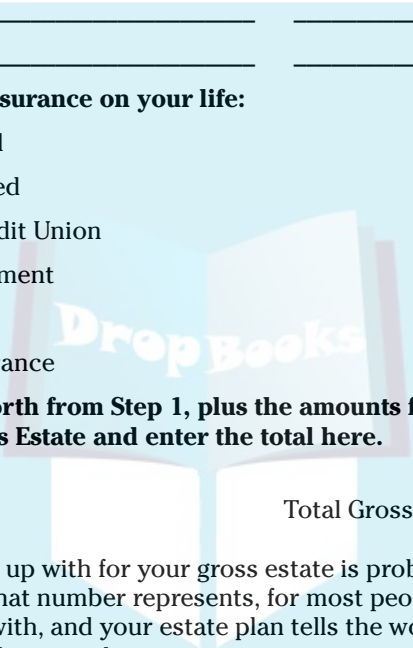 surance on your life:
ed
dit Union
ment
DropBooks
rance
orth from Step 1, plus the amounts f
s Estate and enter the total here.
Total Gross
up with for your gross estate is prob
hat number represents, for most peo
with, and your estate plan tells the wo